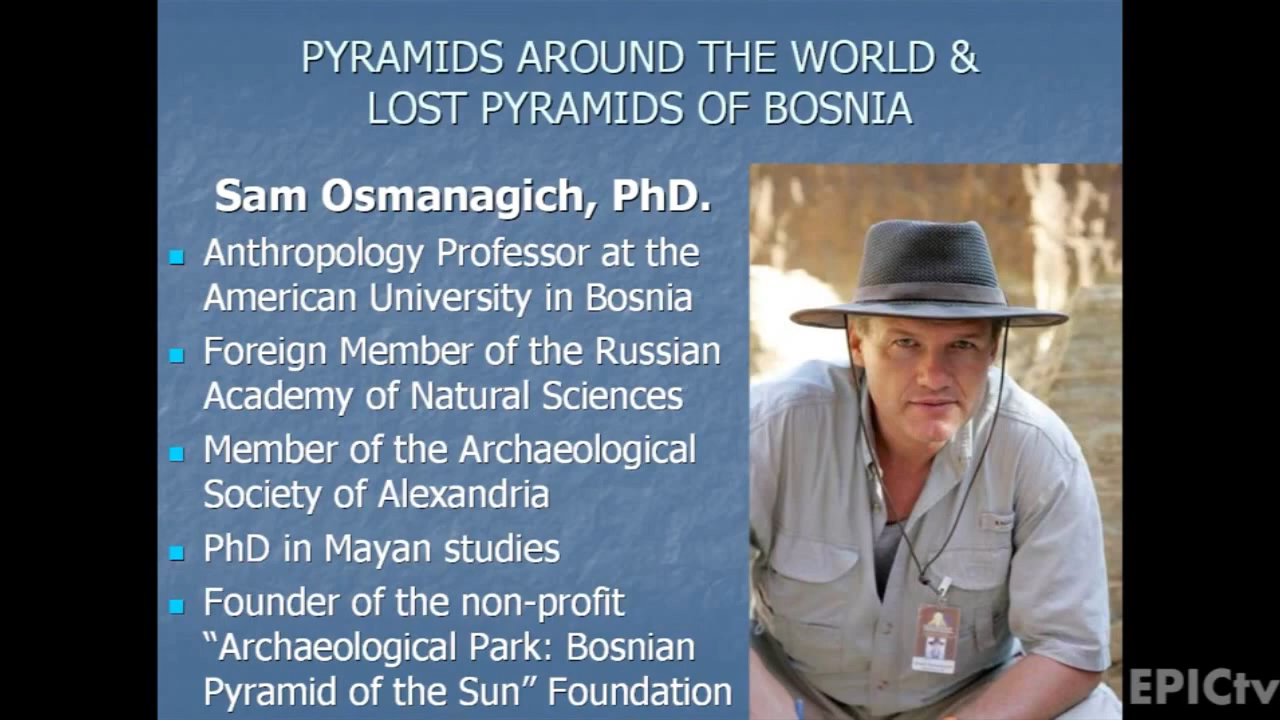 PYRAMIDS AROUND THE WORLD &
LOST PYRAMIDS OF BOSNIA
Sam Osmanagich, PhD.
Anthropology Professor at the
American University in Bosnia
Foreign Member of the Russian
Academy of Natural Sciences
Member of the Archaeological
Society of Alexandria
PhD in Mayan studies
Founder of the non-profit
“Archaeological Park: Bosnian
Pyramid of the Sun” Foundation
EPICtv